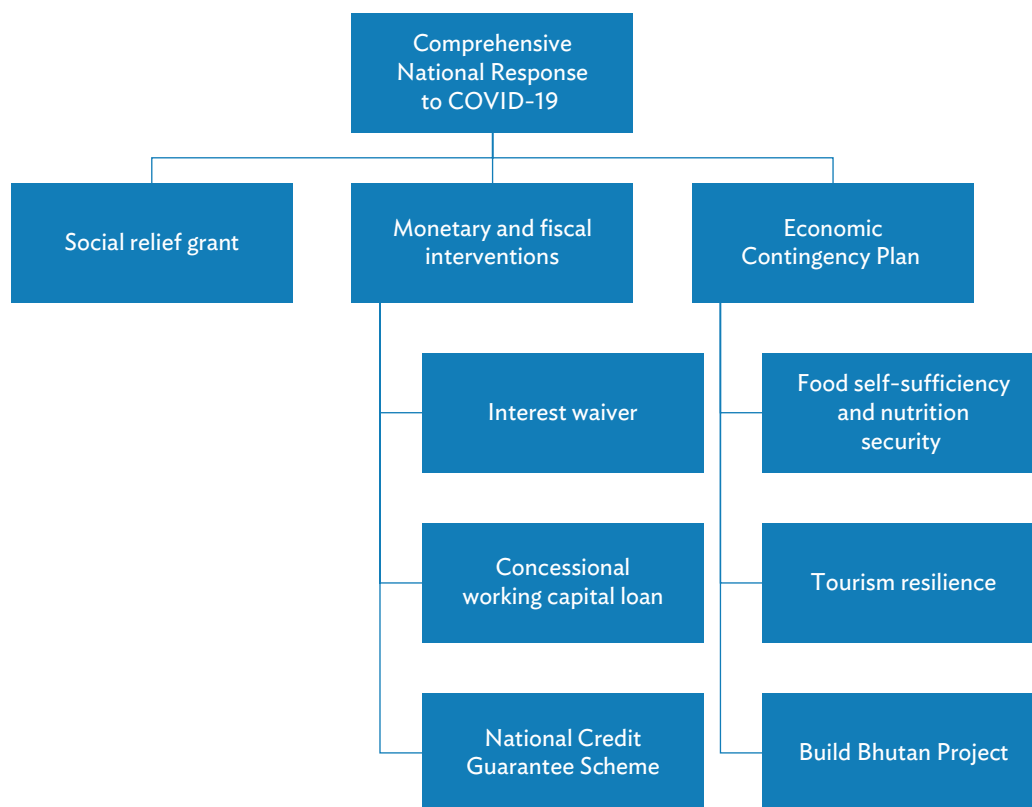 Comprehensive
National Response
to COVID-19
Social relief grant
Monetary and fiscal
interventions
Economic
Contingency Plan
Interest waiver
Food self-sufficiency
and nutrition
security
Concessional
working capital loan
Tourism resilience
National Credit
Guarantee Scheme
Build Bhutan Project